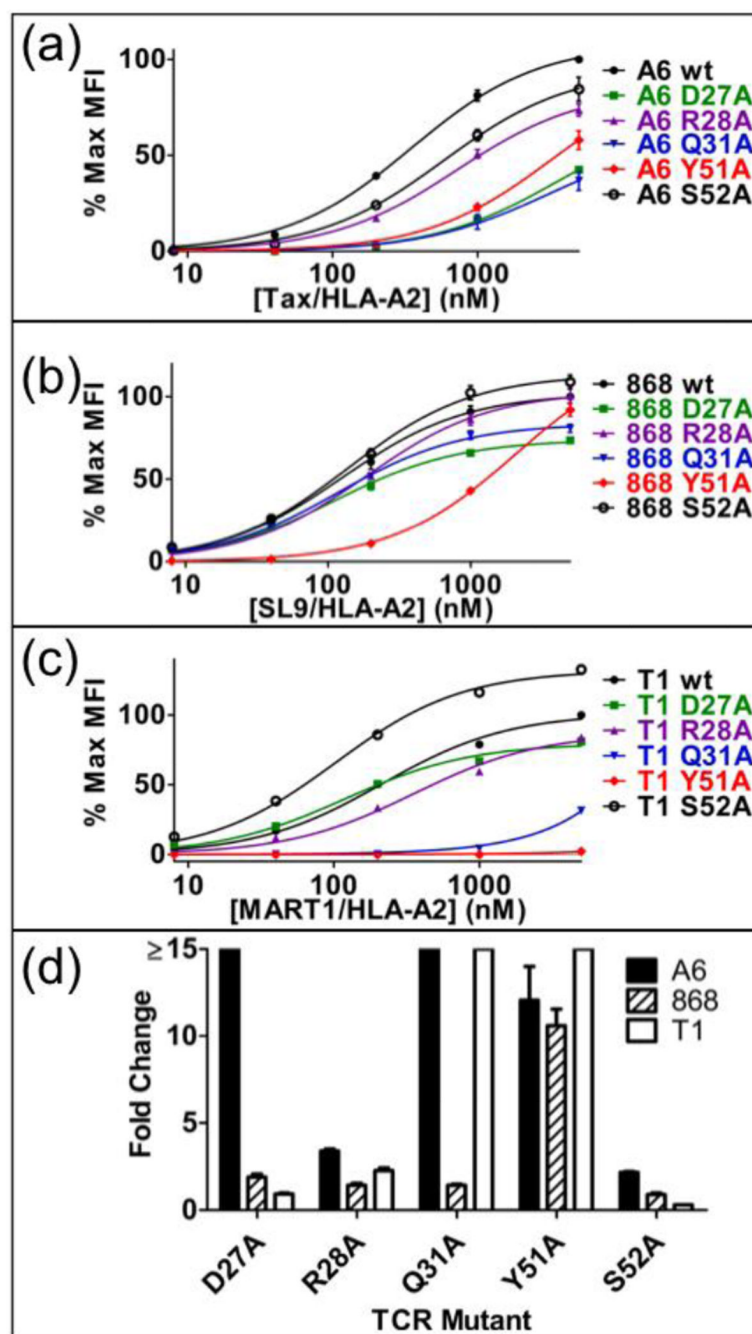 (a)
100
50
0
% Max MFI
10
100
1000
[Tax/HLA-A2] (nM)
A6 wt
A6 D27A
A6 R28A
A6 Q31A
A6 Y51A
A6 S52A
(b)
100
50
0
% Max MFI
10
100
1000
[SL9/HLA-A2] (nM)
868 wt
868 D27A
868 R28A
868 Q31A
868 Y51A
868 S52A
(c)
100
50
0
% Max MFI
10
100
1000
[MART1/HLA-A2] (nM)
T1 wt
T1 D27A
T1 R28A
T1 Q31A
T1 Y51A
T1 S52A
(d)
≥ 15
10
5
0
Fold Change
A6
868
T1
D27A
R28A
Q31A
Y51A
S52A
TCR Mutant